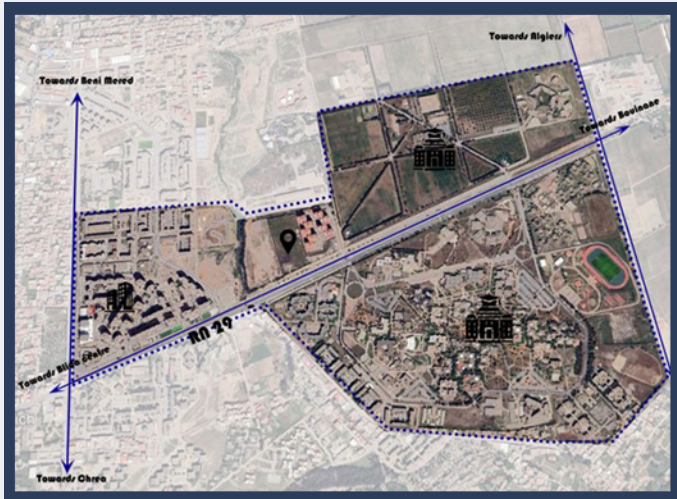 Towards Algiers
Towards Beni Mered
Towards Bouinane
RN 29
Towards Blida Centre
Towards Chrea